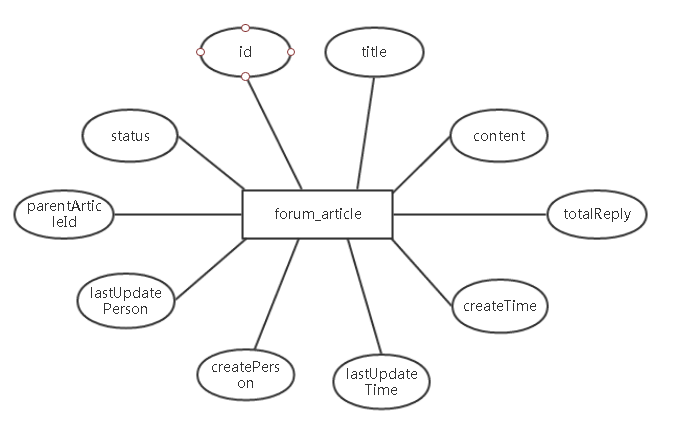 id
title
status
content
parentArtic
leId
forum_article
totalReply
lastUpdate
Person
createTime
createPers
on
lastUpdate
Time